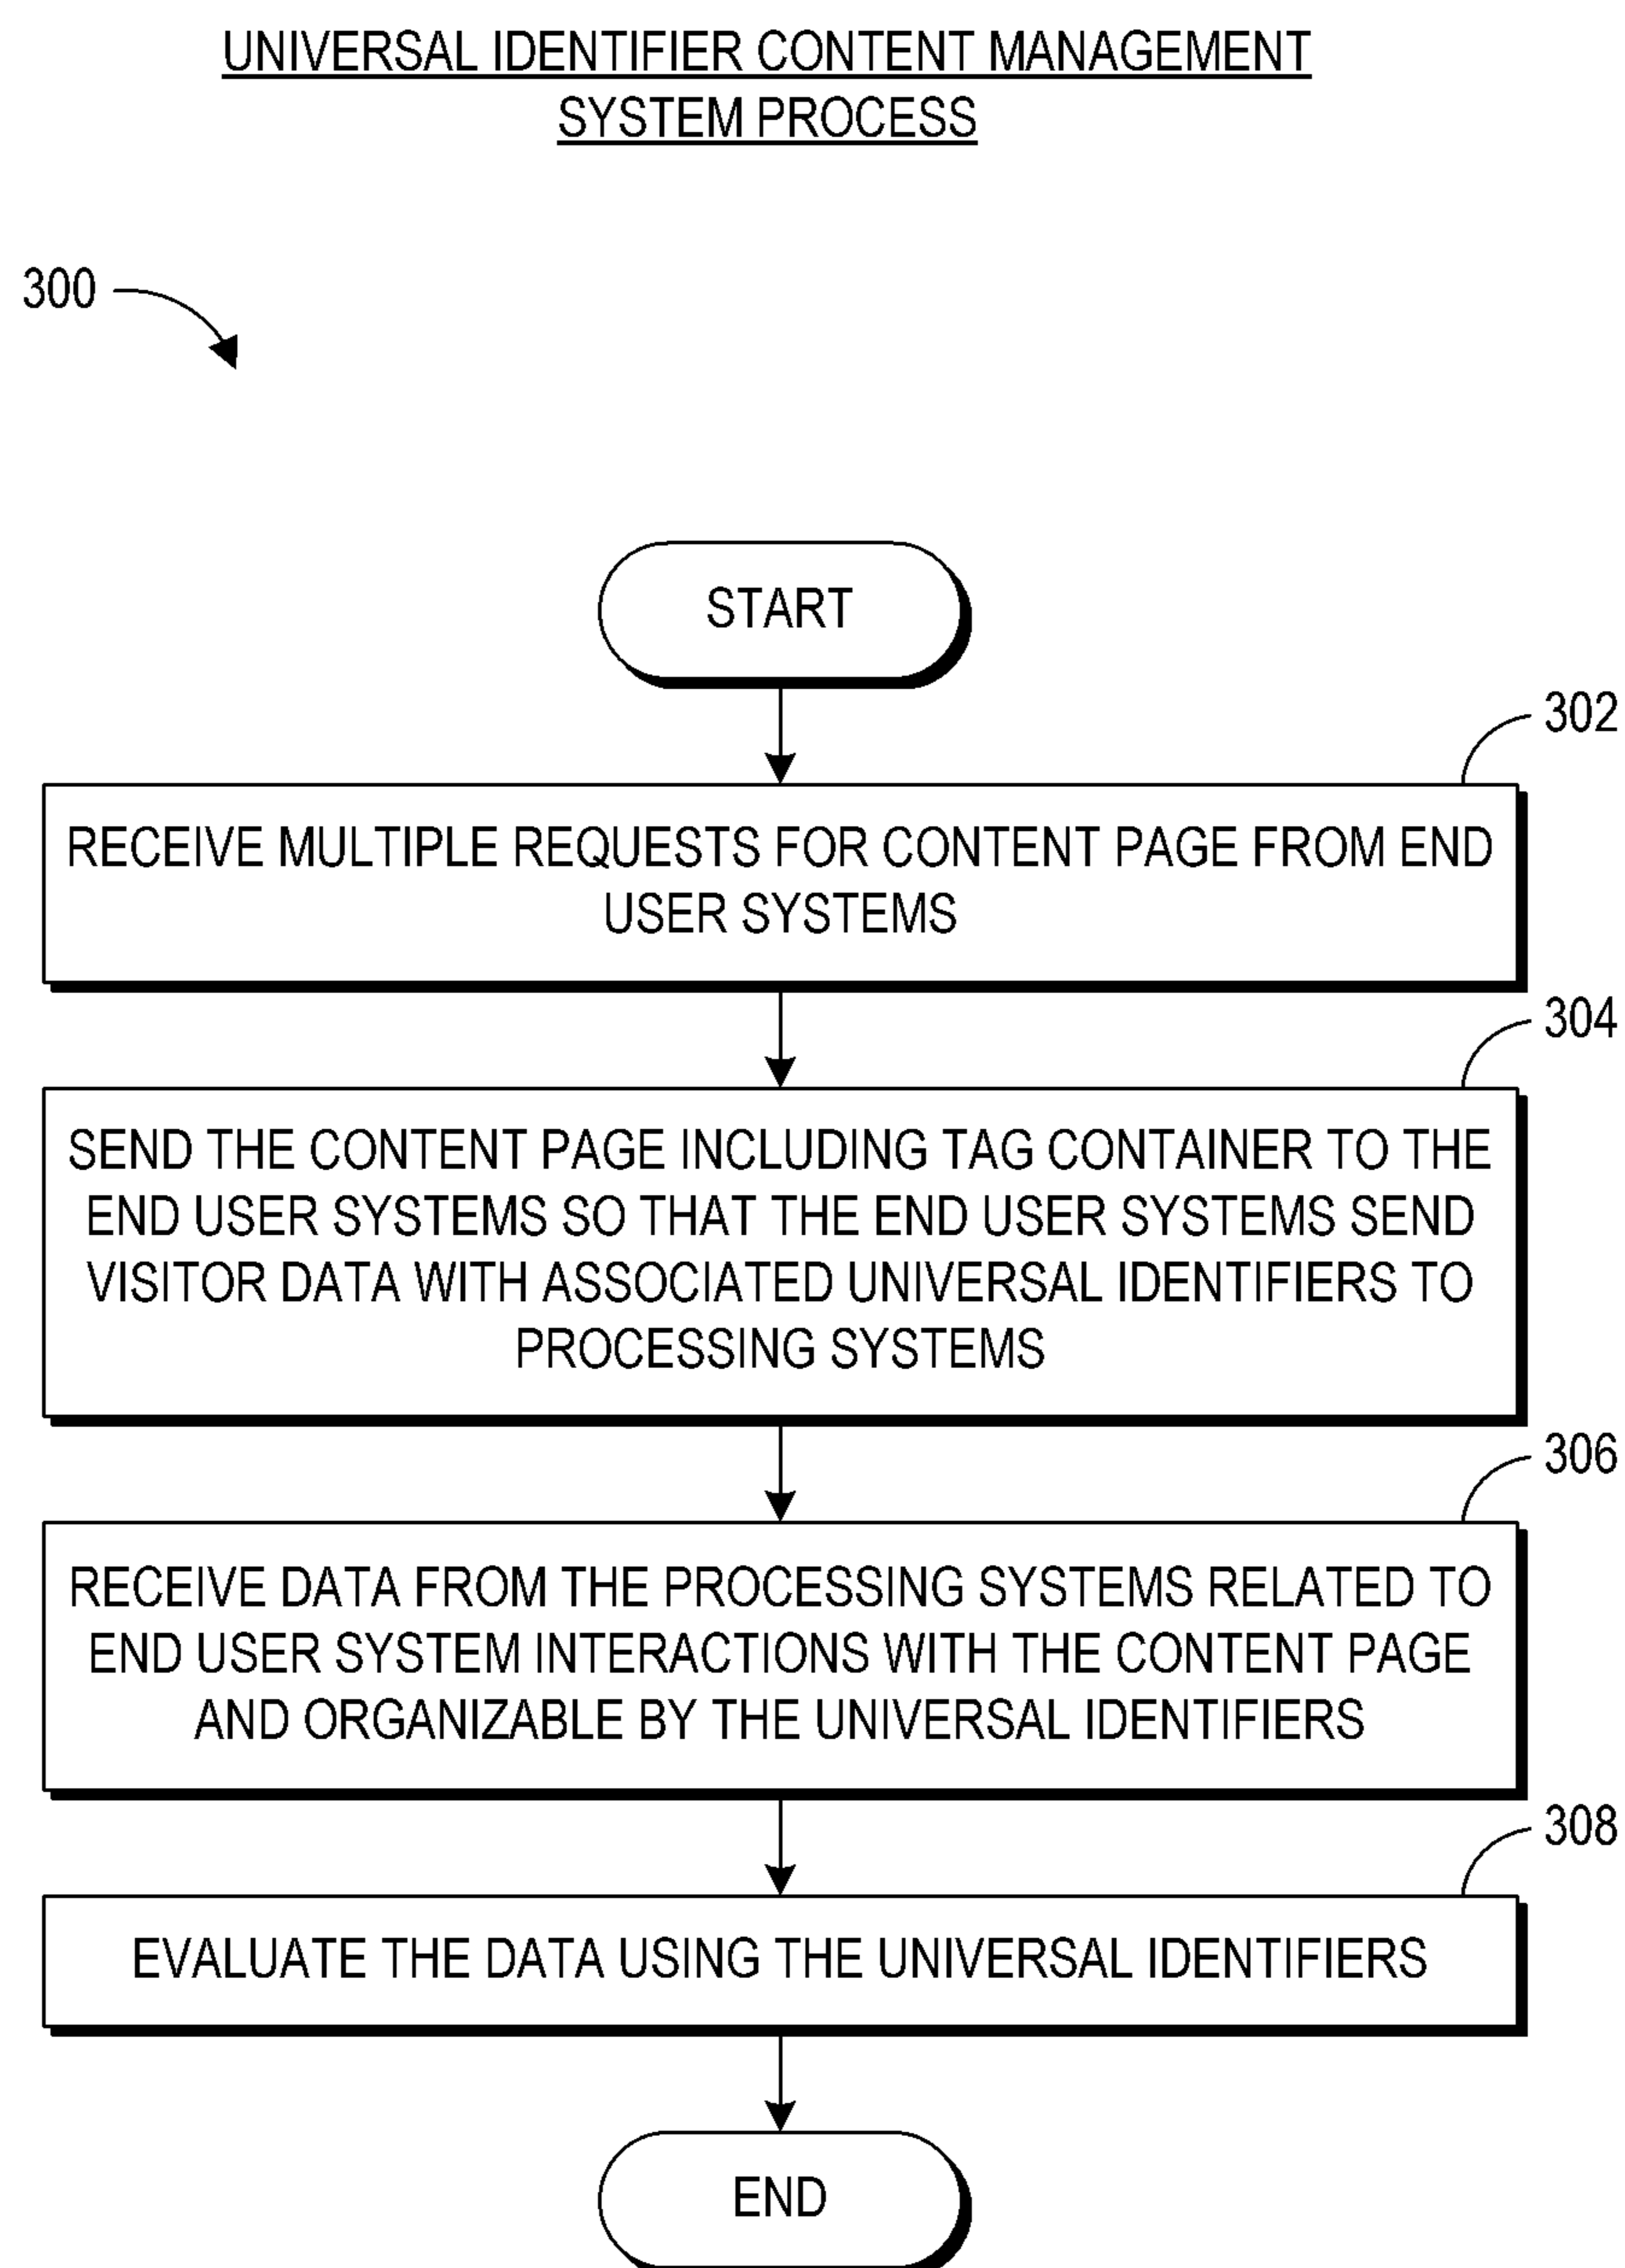 UNIVERSAL IDENTIFIER CONTENT MANAGEMENT
SYSTEM PROCESS
300
START
302
RECEIVE MULTIPLE REQUESTS FOR CONTENT PAGE FROM END
USER SYSTEMS
304
SEND THE CONTENT PAGE INCLUDING TAG CONTAINER TO THE
END USER SYSTEMS SO THAT THE END USER SYSTEMS SEND
VISITOR DATA WITH ASSOCIATED UNIVERSAL IDENTIFIERS TO
PROCESSING SYSTEMS
306
RECEIVE DATA FROM THE PROCESSING SYSTEMS RELATED TO
END USER SYSTEM INTERACTIONS WITH THE CONTENT PAGE
AND ORGANIZABLE BY THE UNIVERSAL IDENTIFIERS
308
EVALUATE THE DATA USING THE UNIVERSAL IDENTIFIERS
END